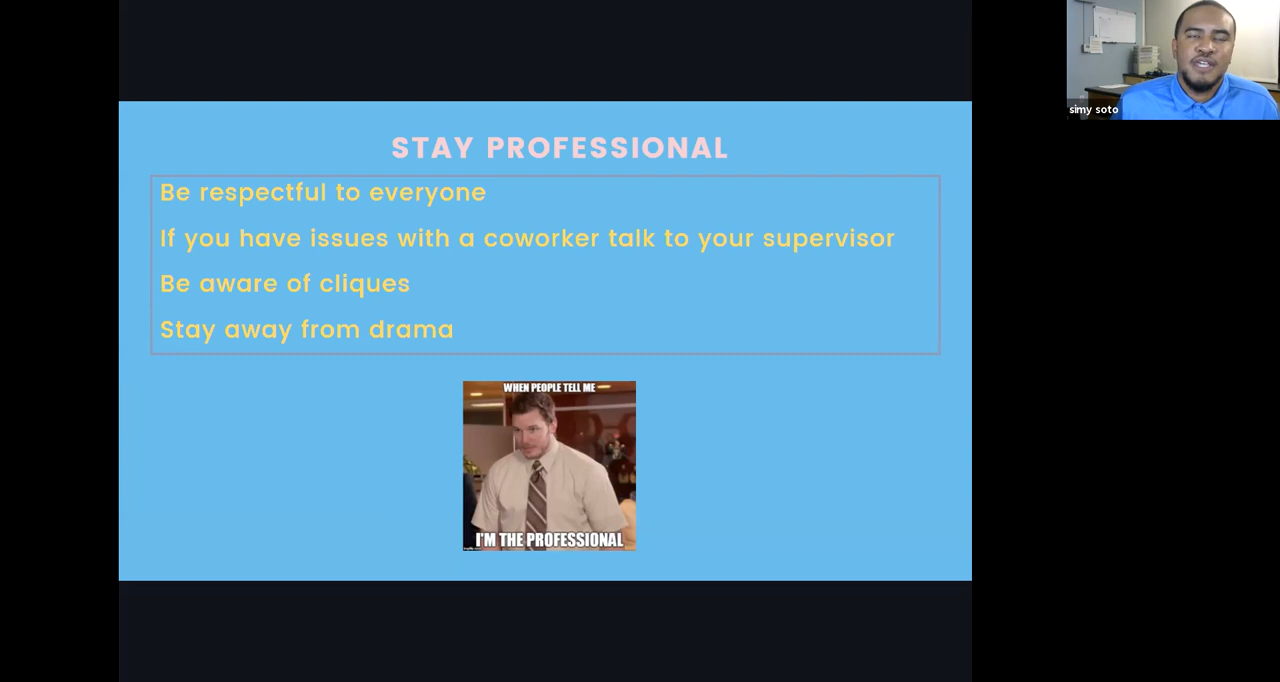 STAY PROFESSIONAL
Be respectful to everyone
If you have issues with a coworker talk to your supervisor
Be aware of cliques
Stay away from drama
WHEN PEOPLE TELL ME
I'M THE PROFESSIONAL
simy soto